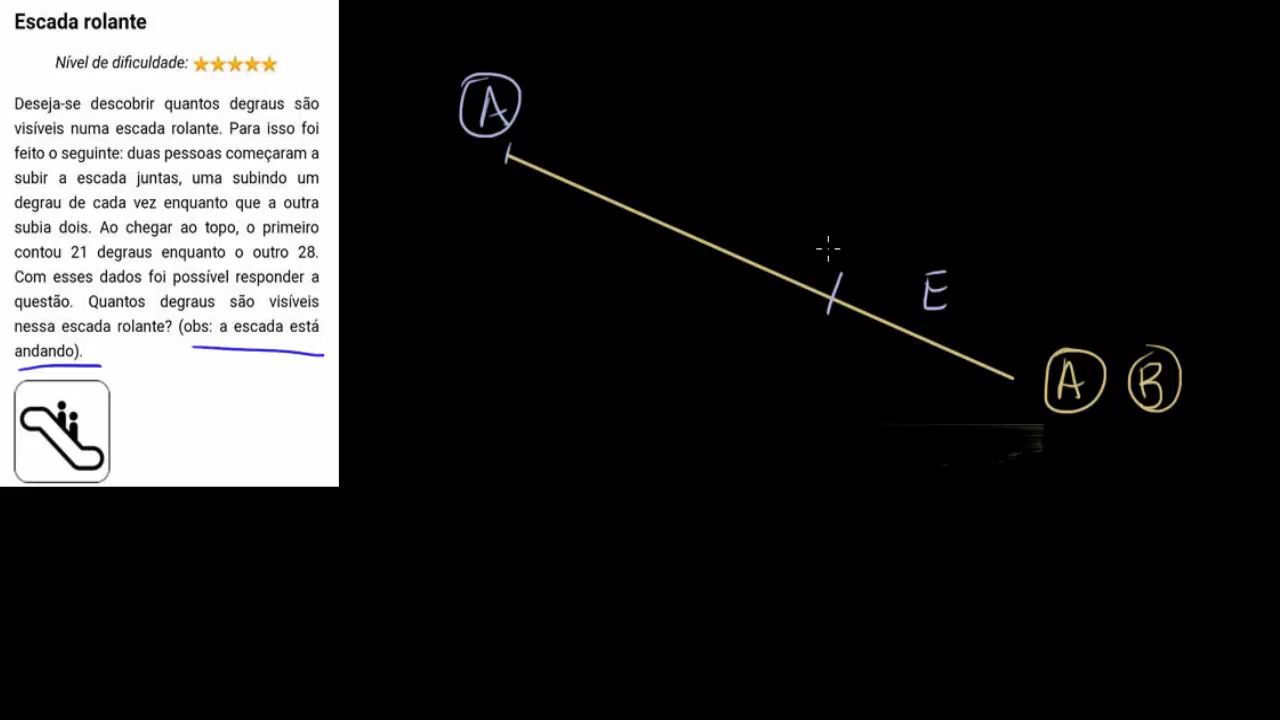 Escada rolante
Nível de dificuldade:
Deseja-se descobrir quantos degraus são
visíveis numa escada rolante. Para isso foi
feito o seguinte: duas pessoas começaram a
subir a escada juntas, uma subindo um
degrau de cada vez enquanto que a outra
subia dois. Ao chegar ao topo, o primeiro
contou 21 degraus enquanto o outro 28.
Com esses dados foi possível responder a
questão. Quantos degraus são visíveis
nessa escada rolante? (obs: a escada está
andando).
A
E
A B